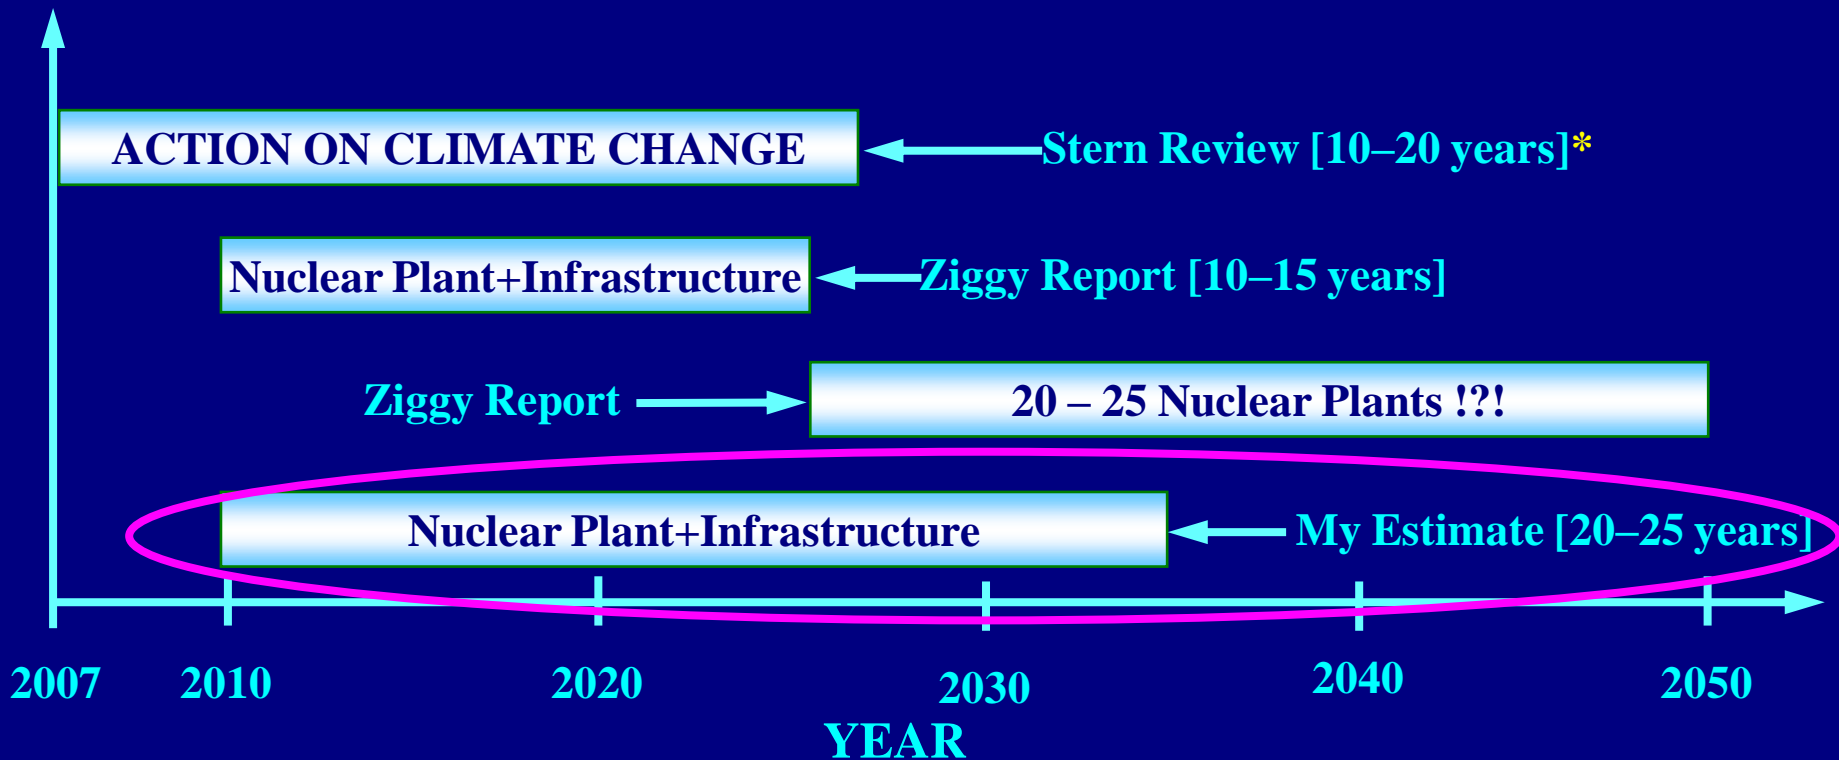 ACTION ON CLIMATE CHANGE
Stern Review [10–20 years]*
Nuclear Plant+Infrastructure
Ziggy Report [10–15 years]
Ziggy Report
20 – 25 Nuclear Plants !?!
Nuclear Plant+Infrastructure
My Estimate [20–25 years]
2007 2010 2020 2030 2040 2050
YEAR